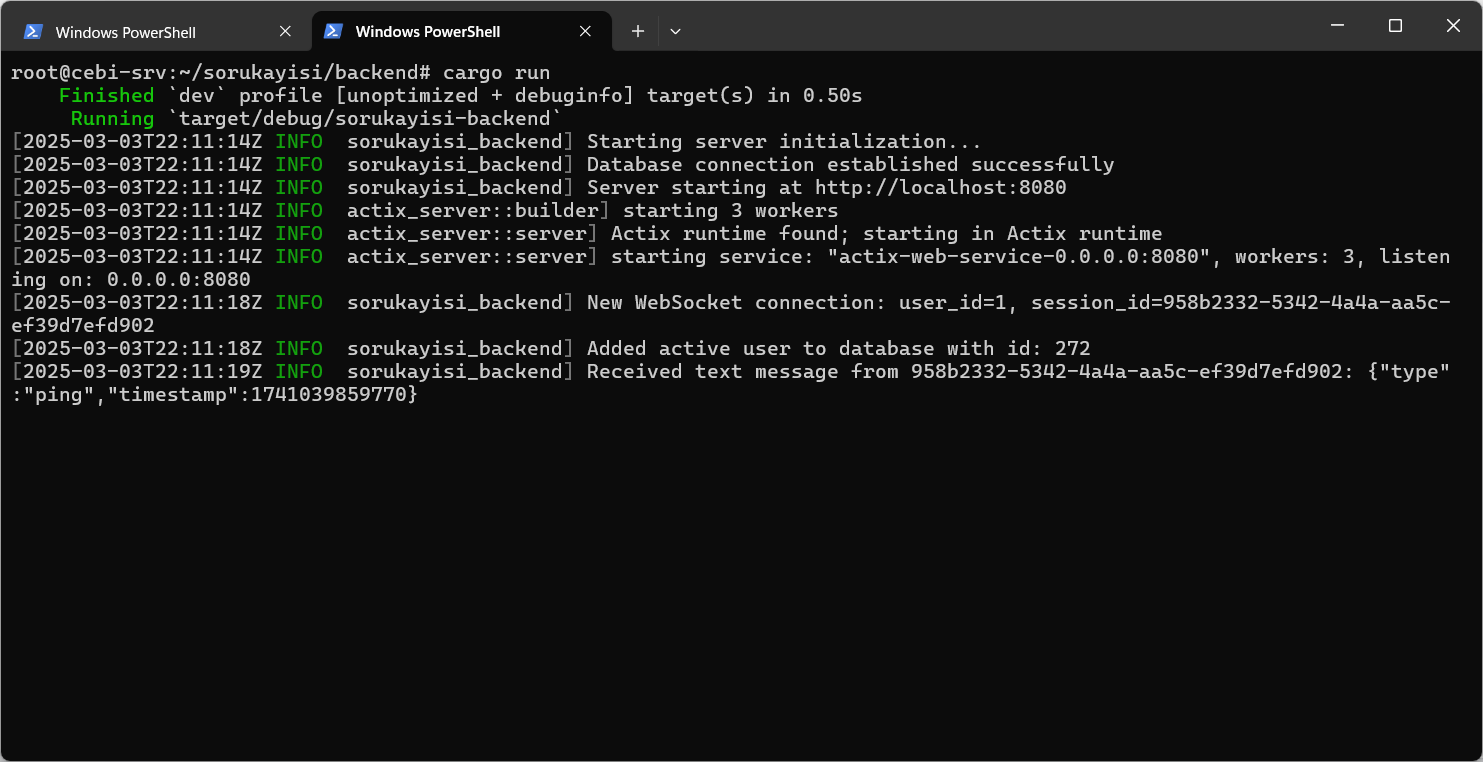 Windows PowerShell
Windows PowerShell
root@cebi-srv:~/sorukayisi/backend# cargo run
    Finished `dev` profile [unoptimized + debuginfo] target(s) in 0.50s
     Running `target/debug/sorukayisi-backend`
[2025-03-03T22:11:14Z INFO  sorukayisi_backend] Starting server initialization...
[2025-03-03T22:11:14Z INFO  sorukayisi_backend] Database connection established successfully
[2025-03-03T22:11:14Z INFO  sorukayisi_backend] Server starting at http://localhost:8080
[2025-03-03T22:11:14Z INFO  actix_server::builder] starting 3 workers
[2025-03-03T22:11:14Z INFO  actix_server::server] Actix runtime found; starting in Actix runtime
[2025-03-03T22:11:14Z INFO  actix_server::server] starting service: "actix-web-service-0.0.0.0:8080", workers: 3, listen
ing on: 0.0.0.0:8080
[2025-03-03T22:11:18Z INFO  sorukayisi_backend] New WebSocket connection: user_id=1, session_id=958b2332-5342-4a4a-aa5c-
ef39d7efd902
[2025-03-03T22:11:18Z INFO  sorukayisi_backend] Added active user to database with id: 272
[2025-03-03T22:11:19Z INFO  sorukayisi_backend] Received text message from 958b2332-5342-4a4a-aa5c-ef39d7efd902: {"type"
:"ping","timestamp":1741039859770}